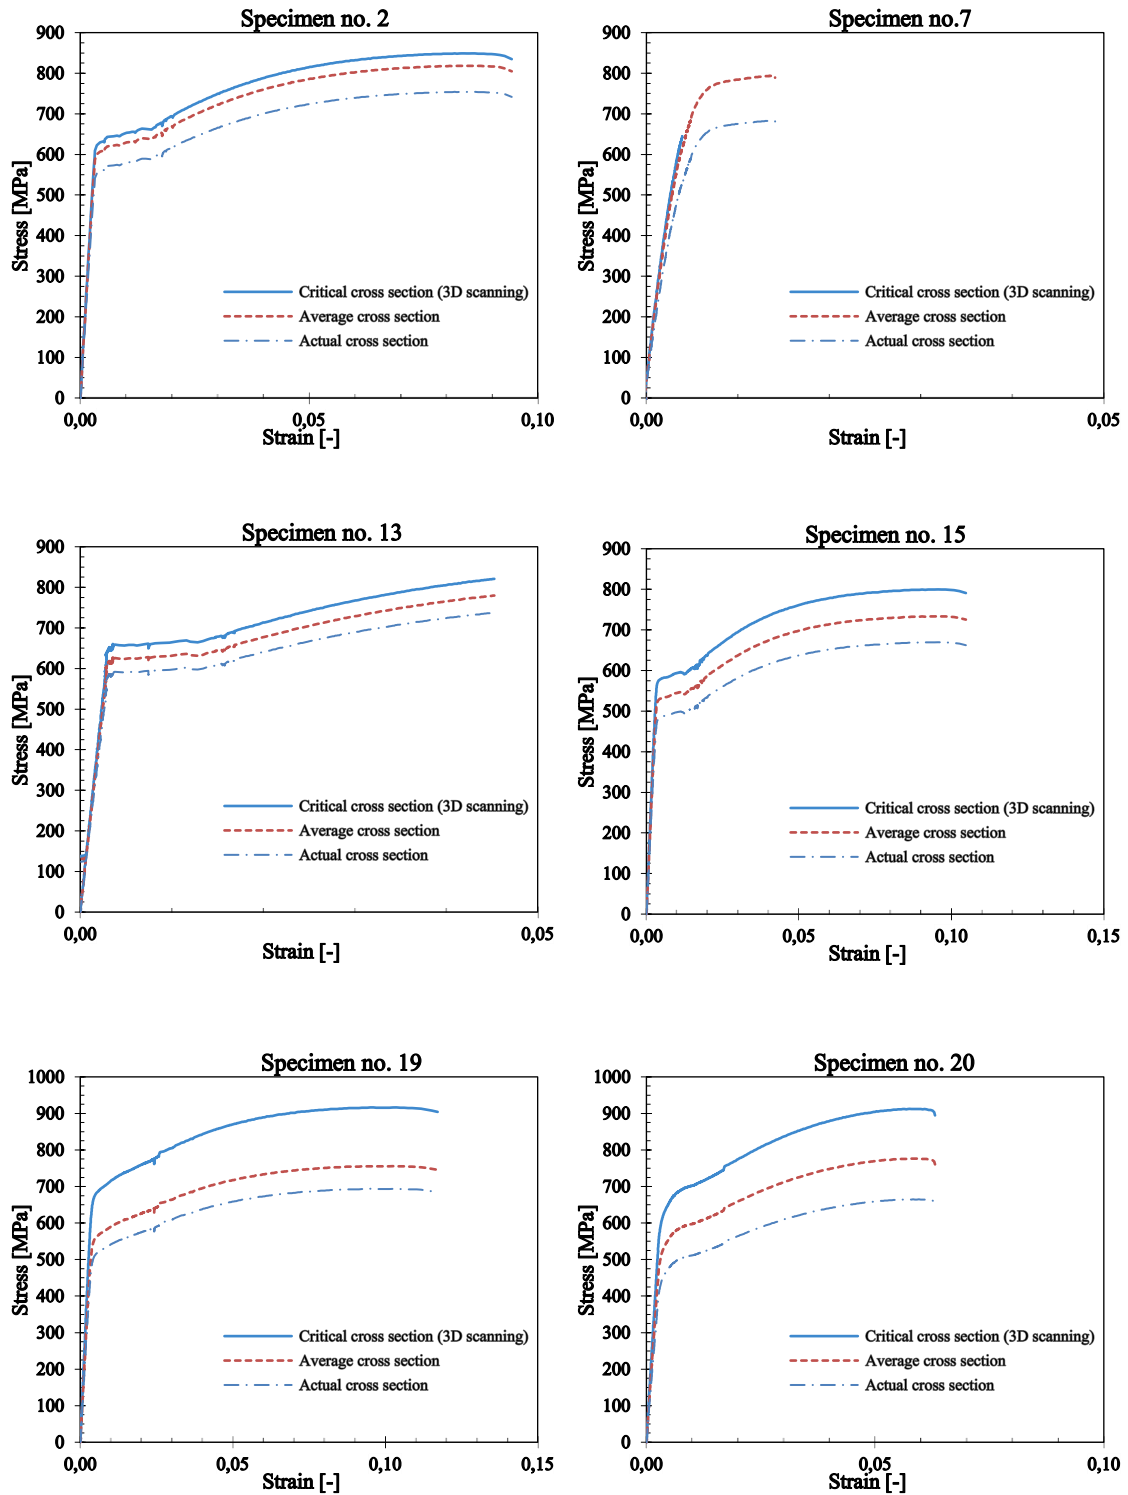 Specimen no. 2
900
800
700
600
500
400
300
200
100
0
Stress [MPa]
Critical cross section (3D scanning)
Average cross section
Actual cross section
0,00 0,05 0,10
Strain [-]
Specimen no.7
900
800
700
600
500
400
300
200
100
0
Stress [MPa]
Critical cross section (3D scanning)
Average cross section
Actual cross section
0,00 0,05
Strain [-]
Specimen no. 13
900
800
700
600
500
400
300
200
100
0
Stress [MPa]
Critical cross section (3D scanning)
Average cross section
Actual cross section
0,00 0,05
Strain [-]
Specimen no. 15
900
800
700
600
500
400
300
200
100
0
Stress [MPa]
Critical cross section (3D scanning)
Average cross section
Actual cross section
0,00 0,05 0,10 0,15
Strain [-]
Specimen no. 19
1000
900
800
700
600
500
400
300
200
100
0
Stress [MPa]
Critical cross section (3D scanning)
Average cross section
Actual cross section
0,00 0,05 0,10 0,15
Strain [-]
Specimen no. 20
1000
900
800
700
600
500
400
300
200
100
0
Stress [MPa]
Critical cross section (3D scanning)
Average cross section
Actual cross section
0,00 0,05 0,10
Strain [-]